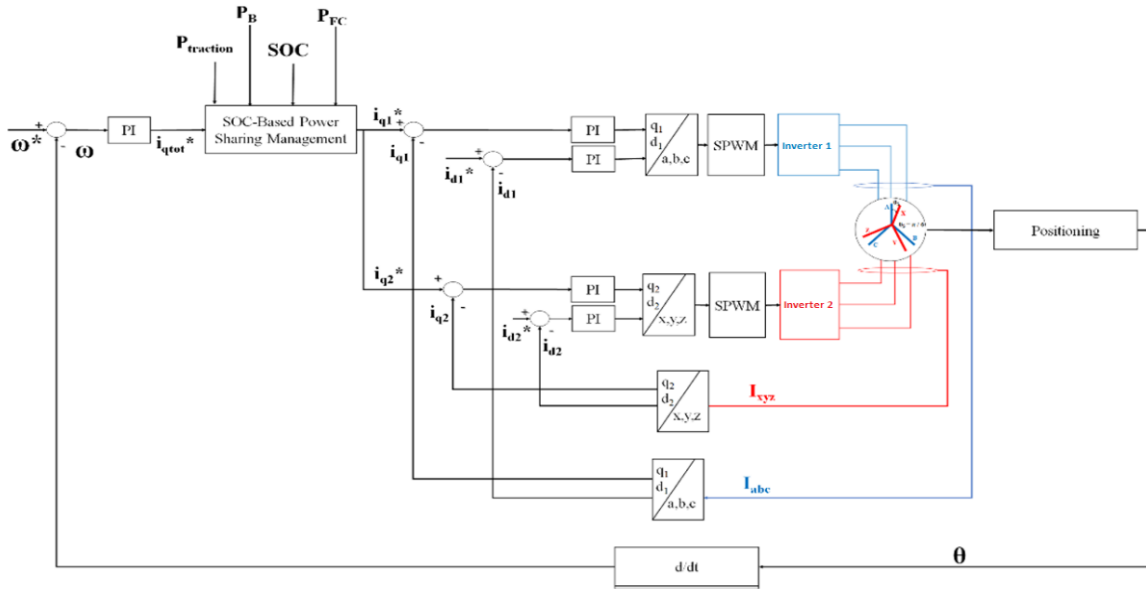 P_B
P_FC
P_traction
SOC
SOC-Based Power
Sharing Management
+
ω*
-
ω
PI
i_qtot*
i_q1*
+
-
i_q1
i_d1*
+
-
i_d1
PI
PI
q_1
d_1
a,b,c
SPWM
Inverter 1
A
X
B
Y
C
Z
Positioning
i_q2*
+
-
i_q2
+
i_d2*
-
i_d2
PI
PI
q_2
d_2
x,y,z
SPWM
Inverter 2
q_2
d_2
x,y,z
I_xyz
q_1
d_1
a,b,c
I_abc
d/dt
θ